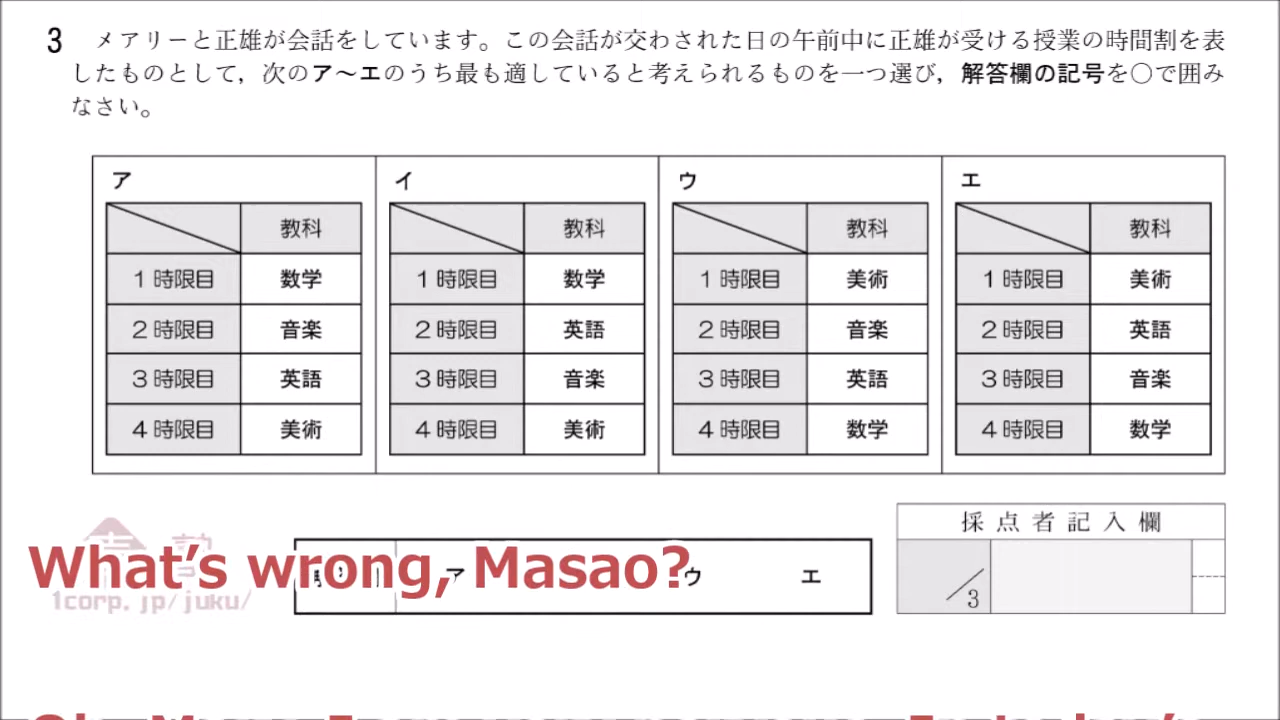 3 メアリーと正雄が会話をしています。この会話が交わされた日の午前中に正雄が受ける授業の時間割を表
したものとして,次のア～エのうち最も適していると考えられるものを一つ選び,解答欄の記号を○で囲み
なさい。
ア
教科
1時限目 数学
2時限目 音楽
3時限目 英語
4時限目 美術
イ
教科
1時限目 数学
2時限目 英語
3時限目 音楽
4時限目 美術
ウ
教科
1時限目 美術
2時限目 音楽
3時限目 英語
4時限目 数学
エ
教科
1時限目 美術
2時限目 英語
3時限目 音楽
4時限目 数学
採点者記入欄
/3
What's wrong, Masao?
ア ウ エ
1corp.jp/juku/